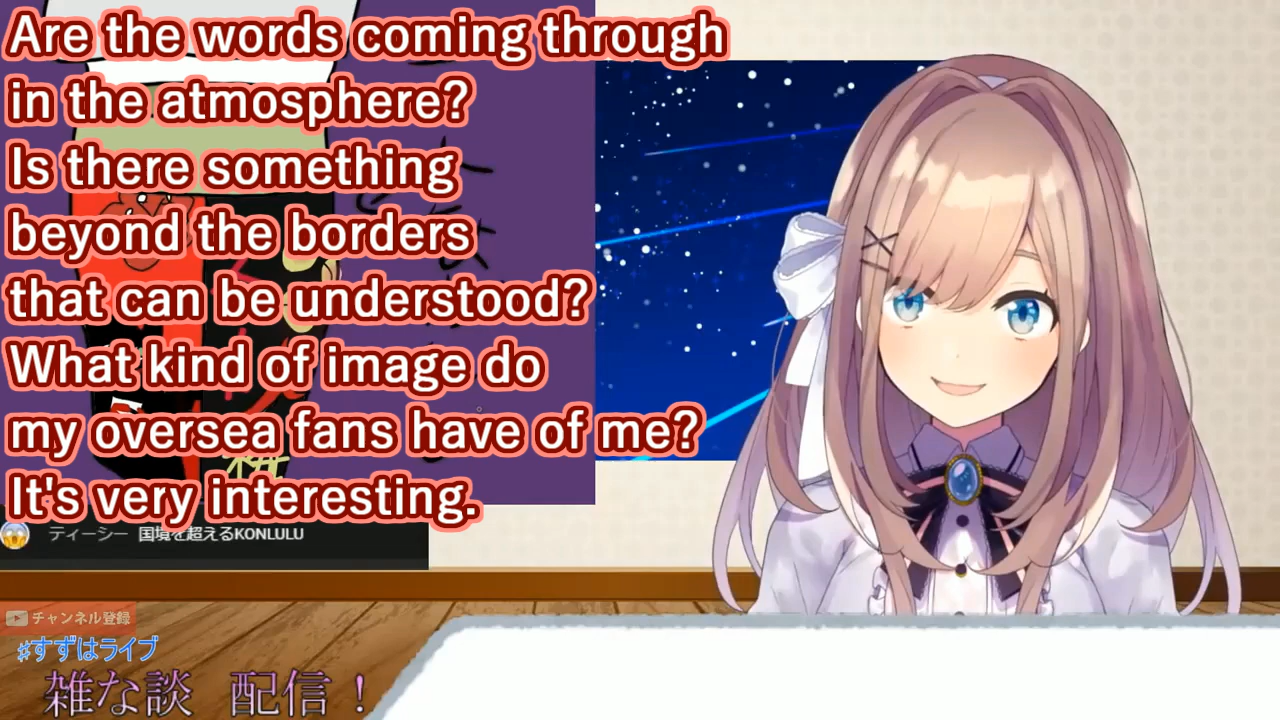 Are the words coming through
in the atmosphere?
Is there something
beyond the borders
that can be understood?
What kind of image do
my oversea fans have of me?
It's very interesting.
ティーシー 国境を超えるKONLULU
チャンネル登録
#すずはライブ
雑な談 配信！